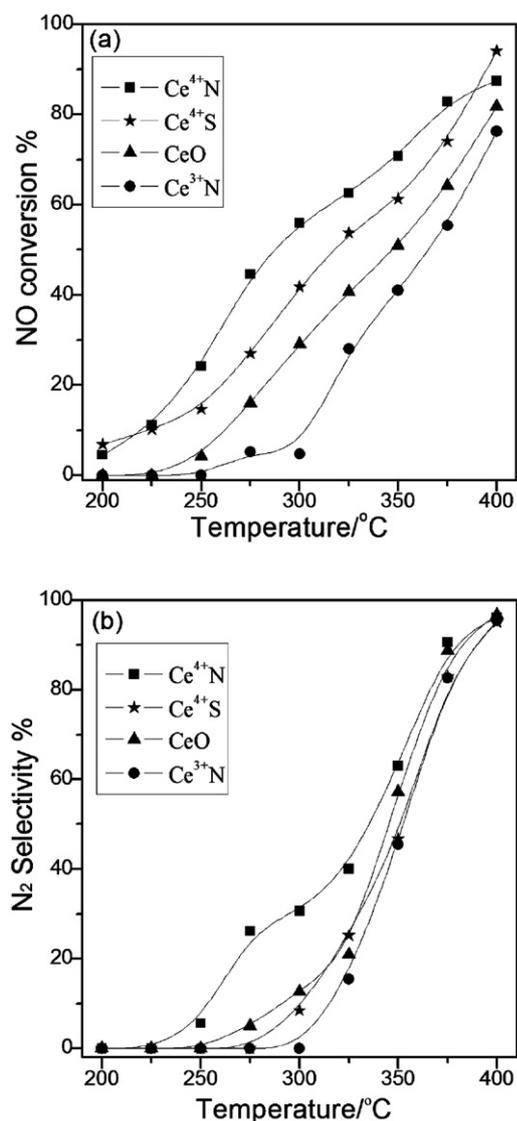 (a)
Ce⁴⁺N
Ce⁴⁺S
CeO
Ce³⁺N
NO conversion %
100
80
60
40
20
0
200 250 300 350 400
Temperature/°C
(b)
Ce⁴⁺N
Ce⁴⁺S
CeO
Ce³⁺N
N₂ Selectivity %
100
80
60
40
20
0
200 250 300 350 400
Temperature/°C